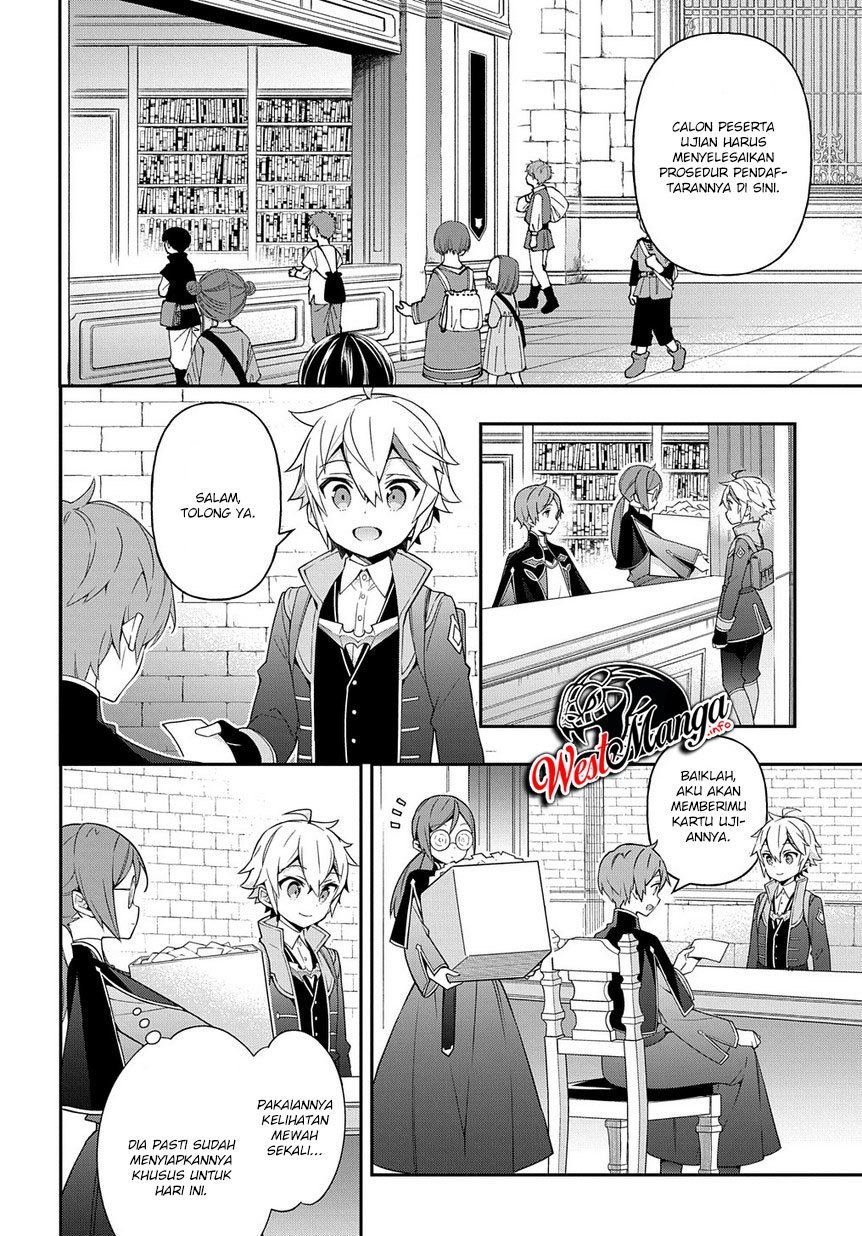 CALON PESERTA
UJIAN HARUS
MENYELESAIKAN
PROSEDUR PENDAF-
TARANNYA DI SINI.
SALAM,
TOLONG YA.
WestManga
.info
BAIKLAH,
AKU AKAN
MEMBERIMU
KARTU UJI-
ANNYA.
PAKAIANNYA
KELIHATAN
MEWAH
SEKALI...
DIA PASTI SUDAH
MENYIAPKANNYA
KHUSUS UNTUK
HARI INI.